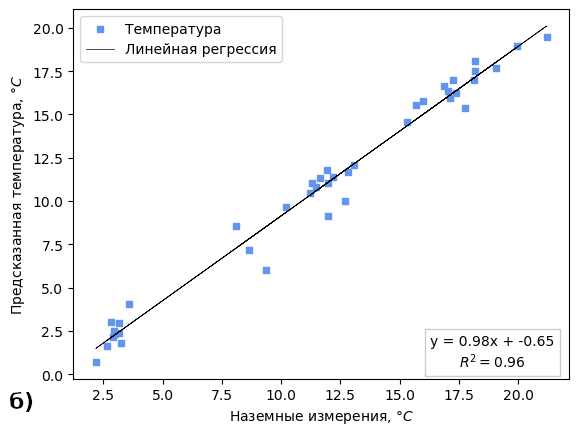 Температура
Линейная регрессия
20.0
17.5
15.0
12.5
10.0
7.5
5.0
2.5
0.0
Предсказанная температура, °C
y = 0.98x + -0.65
R² = 0.96
2.5 5.0 7.5 10.0 12.5 15.0 17.5 20.0
Наземные измерения, °C
б)